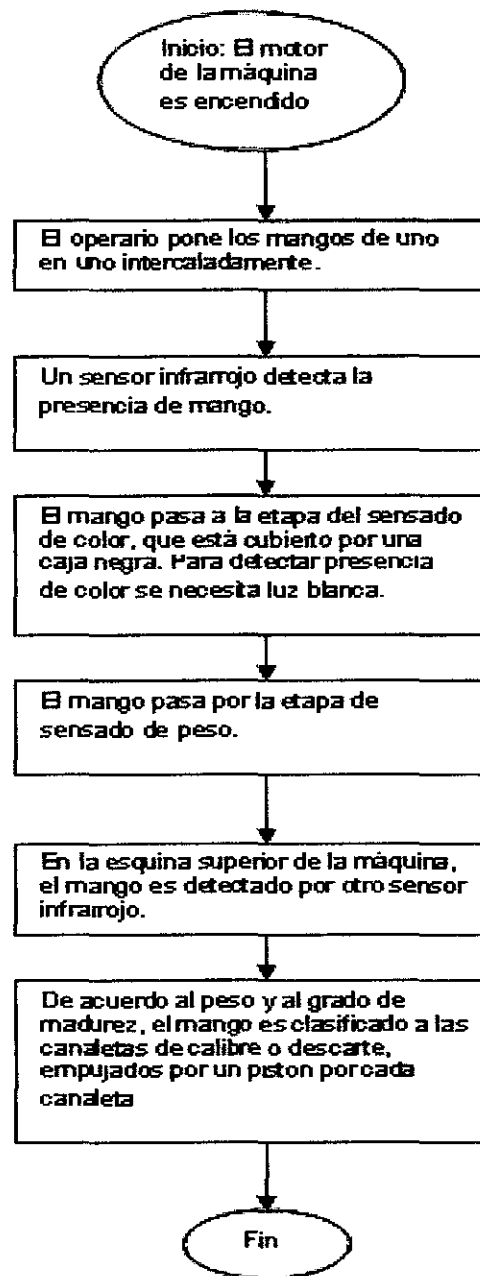 Inicio: El motor
de la màquina
es encendido
El operario pone los mangos de uno
en uno intercaladamente.
Un sensor infrarrojo detecta la
presencia de mango.
El mango pasa a la etapa del sensado
de color, que està cubierto por una
caja negra. Para detectar presencia
de color se necesita luz blanca.
El mango pasa por la etapa de
sensado de peso.
En la esquina superior de la màquina,
el mango es detectado por otro sensor
infrarrojo.
De acuerdo al peso y al grado de
madurez, el mango es clasificado a las
canaletas de calibre o descarte,
empujados por un piston por cada
canaleta
Fin